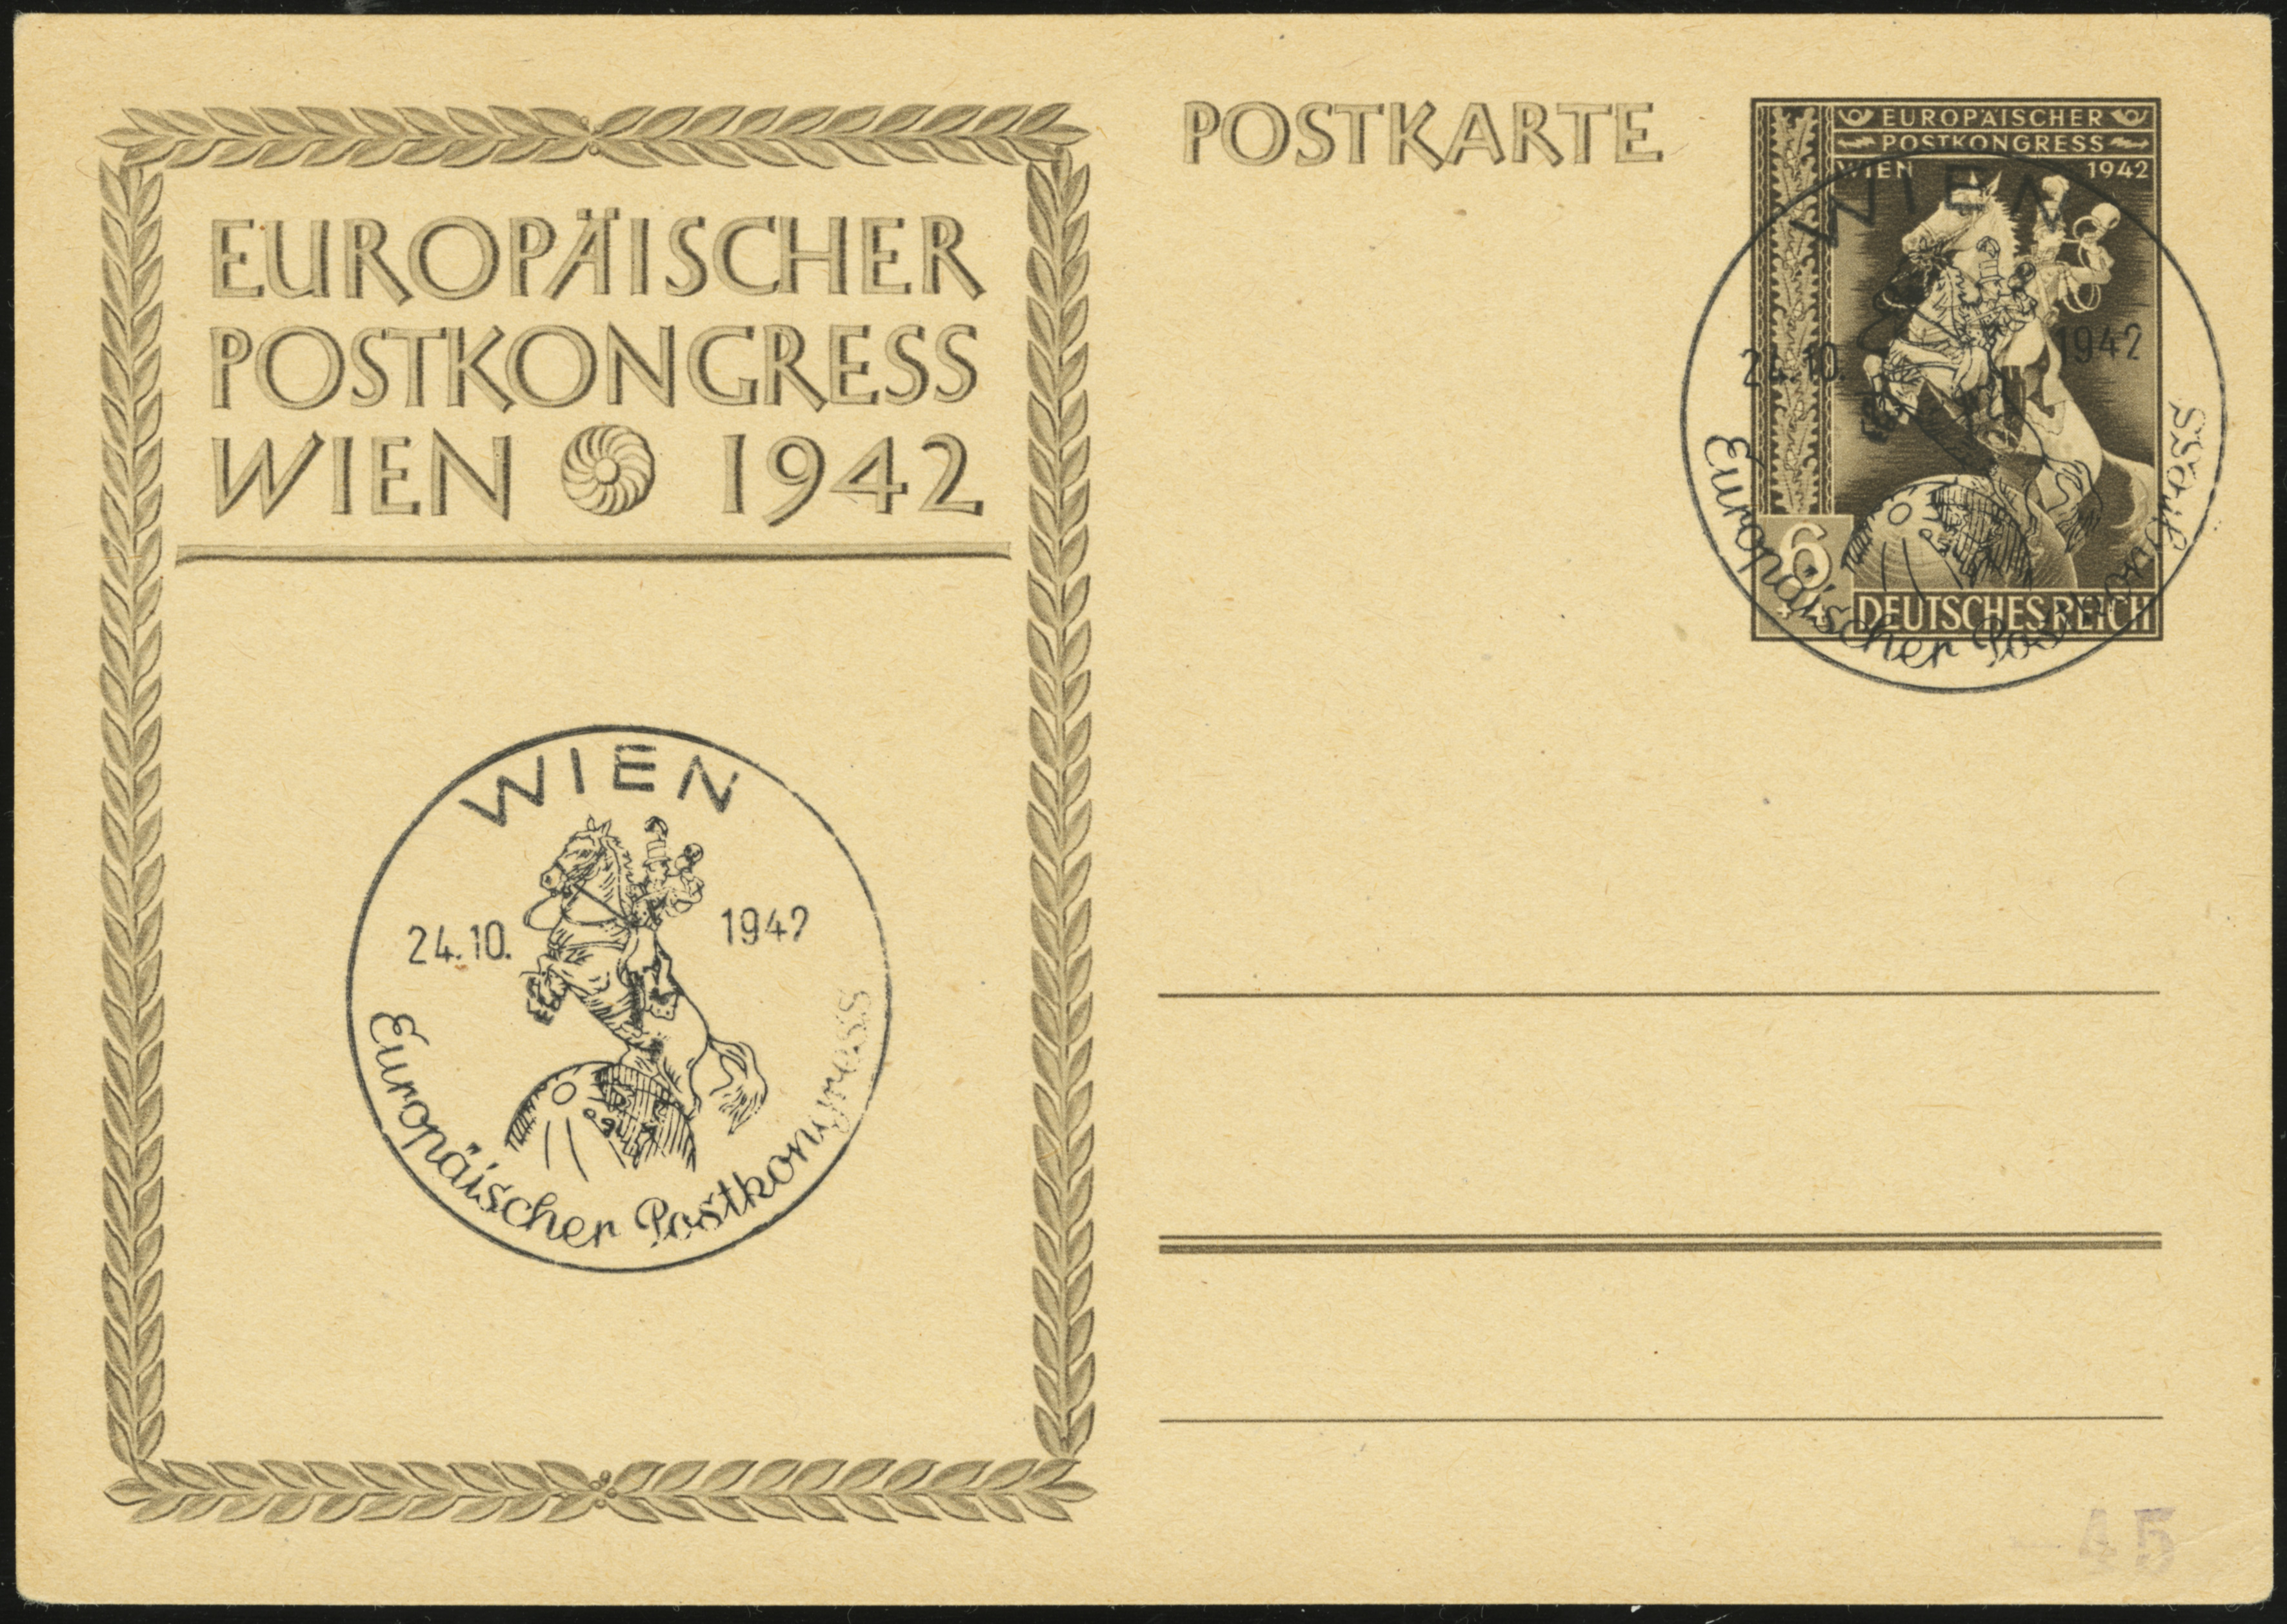 EUROPÄISCHER
POSTKONGRESS
WIEN 1942
WIEN
24.10. 1942
Europäischer Postkongress
POSTKARTE
EUROPÄISCHER
POSTKONGRESS
WIEN 1942
6
+ 4
DEUTSCHES REICH
WIEN
24.10. 1942
Europäischer Postkongress
— 45